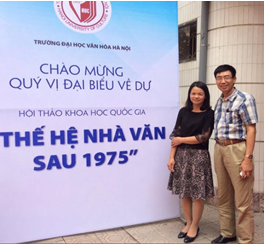 TRƯỜNG ĐẠI HỌC VĂN HÓA HÀ NỘI
CHÀO MỪNG
QUÝ VỊ ĐẠI BIỂU VỀ DỰ
HỘI THẢO KHOA HỌC QUỐC GIA
THẾ HỆ NHÀ VĂN
SAU 1975”